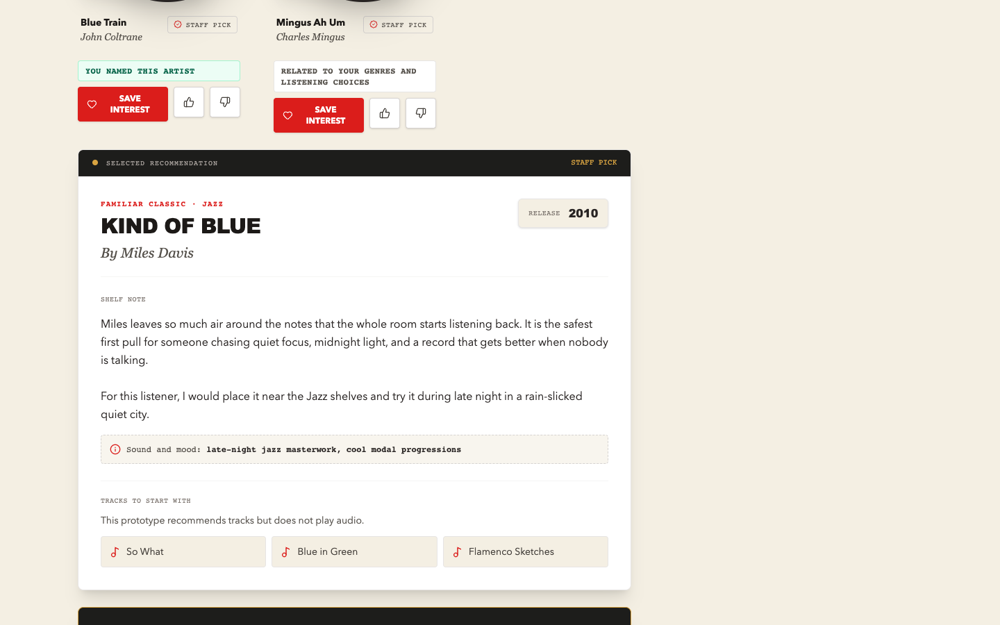 Blue Train
STAFF PICK
John Coltrane
YOU NAMED THIS ARTIST
SAVE
INTEREST
Mingus Ah Um
STAFF PICK
Charles Mingus
RELATED TO YOUR GENRES AND
LISTENING CHOICES
SAVE
INTEREST
SELECTED RECOMMENDATION
STAFF PICK
FAMILIAR CLASSIC · JAZZ
KIND OF BLUE
By Miles Davis
RELEASE 2010
SHELF NOTE
Miles leaves so much air around the notes that the whole room starts listening back. It is the safest
first pull for someone chasing quiet focus, midnight light, and a record that gets better when nobody
is talking.
For this listener, I would place it near the Jazz shelves and try it during late night in a rain-slicked
quiet city.
Sound and mood: late-night jazz masterwork, cool modal progressions
TRACKS TO START WITH
This prototype recommends tracks but does not play audio.
So What
Blue in Green
Flamenco Sketches